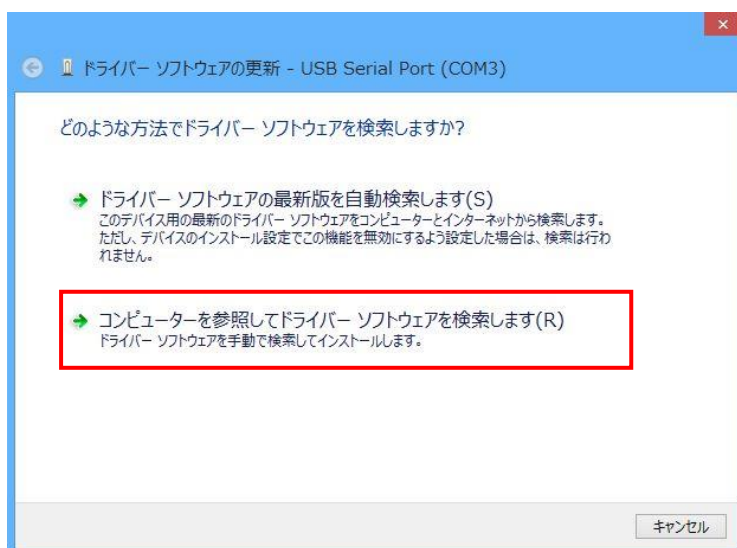 ドライバー ソフトウェアの更新 - USB Serial Port (COM3)
どのような方法でドライバー ソフトウェアを検索しますか?
ドライバー ソフトウェアの最新版を自動検索します(S)
このデバイス用の最新のドライバー ソフトウェアをコンピューターとインターネットから検索します。
ただし、デバイスのインストール設定でこの機能を無効にするよう設定した場合は、検索は行わ
れません。
コンピューターを参照してドライバー ソフトウェアを検索します(R)
ドライバー ソフトウェアを手動で検索してインストールします。
キャンセル